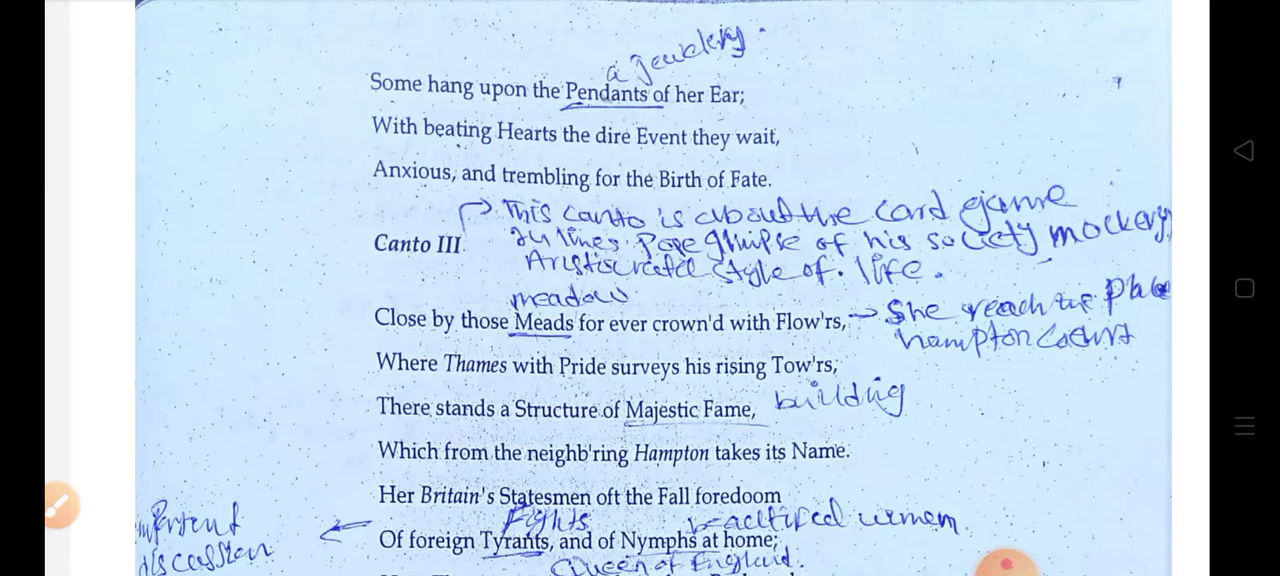 a Jewelery.
Some hang upon the Pendants of her Ear;
With beating Hearts the dire Event they wait,
Anxious, and trembling for the Birth of Fate.
→ This canto is about the card game
Canto III 24 lines. Pope glimpse of his society mockery,
Aristiocratel style of. life.
meadow
Close by those Meads for ever crown'd with Flow'rs, → She reach the place
hampton Court
Where Thames with Pride surveys his rising Tow'rs,
There stands a Structure of Majestic Fame, building
Which from the neighb'ring Hampton takes its Name.
Her Britain's Statesmen oft the Fall foredoom
Fights women.
Of foreign Tyrants, and of Nymphs at home;
Queen of England.